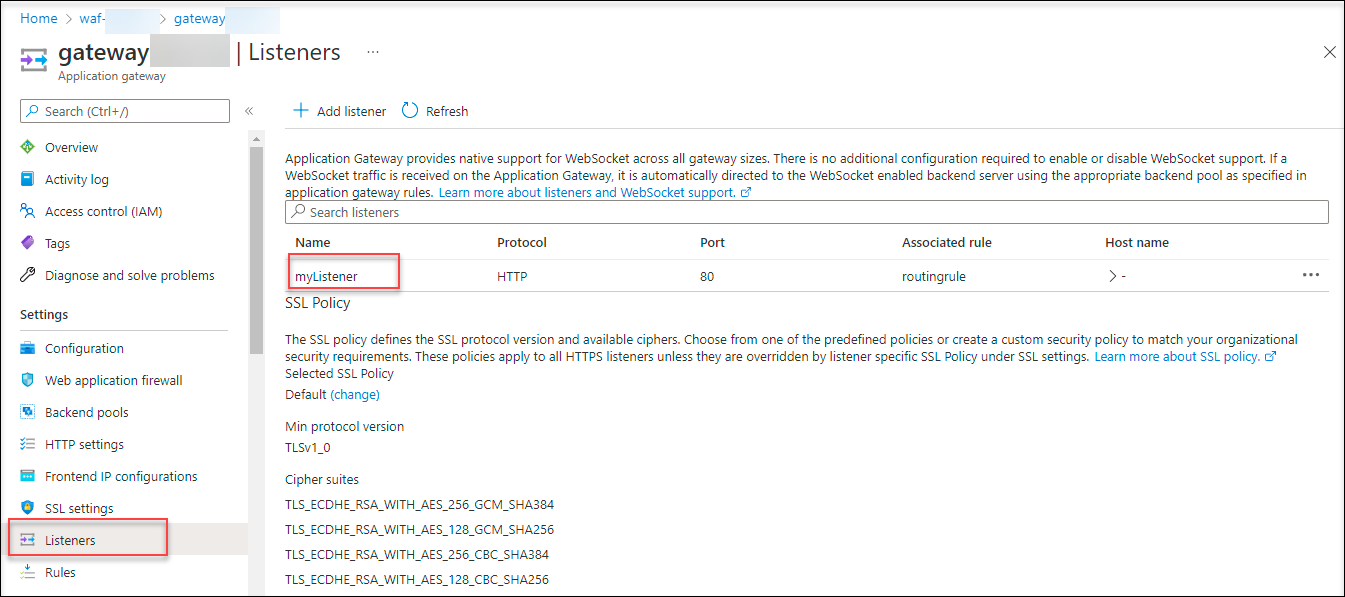 Home > waf- > gateway
gateway | Listeners ...
Application gateway
Search (Ctrl+/) «
Overview
Activity log
Access control (IAM)
Tags
Diagnose and solve problems
Settings
Configuration
Web application firewall
Backend pools
HTTP settings
Frontend IP configurations
SSL settings
Listeners
Rules
Add listener Refresh
Application Gateway provides native support for WebSocket across all gateway sizes. There is no additional configuration required to enable or disable WebSocket support. If a
WebSocket traffic is received on the Application Gateway, it is automatically directed to the WebSocket enabled backend server using the appropriate backend pool as specified in
application gateway rules. Learn more about listeners and WebSocket support.
Search listeners
Name Protocol Port Associated rule Host name
myListener HTTP 80 routingrule > - ...
SSL Policy
The SSL policy defines the SSL protocol version and available ciphers. Choose from one of the predefined policies or create a custom security policy to match your organizational
security requirements. These policies apply to all HTTPS listeners unless they are overridden by listener specific SSL Policy under SSL settings. Learn more about SSL policy.
Selected SSL Policy
Default (change)
Min protocol version
TLSv1_0
Cipher suites
TLS_ECDHE_RSA_WITH_AES_256_GCM_SHA384
TLS_ECDHE_RSA_WITH_AES_128_GCM_SHA256
TLS_ECDHE_RSA_WITH_AES_256_CBC_SHA384
TLS_ECDHE_RSA_WITH_AES_128_CBC_SHA256